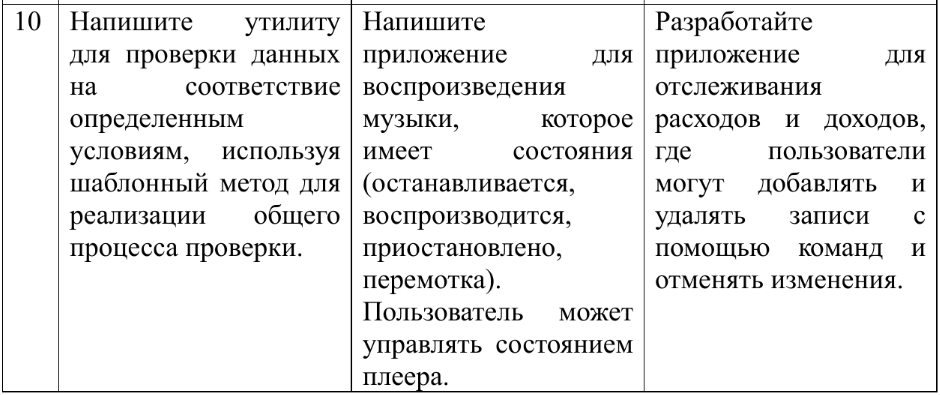 10
Напишите утилиту
для проверки данных
на соответствие
определенным
условиям, используя
шаблонный метод для
реализации общего
процесса проверки.
Напишите
приложение для
воспроизведения
музыки, которое
имеет состояния
(останавливается,
воспроизводится,
приостановлено,
перемотка).
Пользователь может
управлять состоянием
плеера.
Разработайте
приложение для
отслеживания
расходов и доходов,
где пользователи
могут добавлять и
удалять записи с
помощью команд и
отменять изменения.